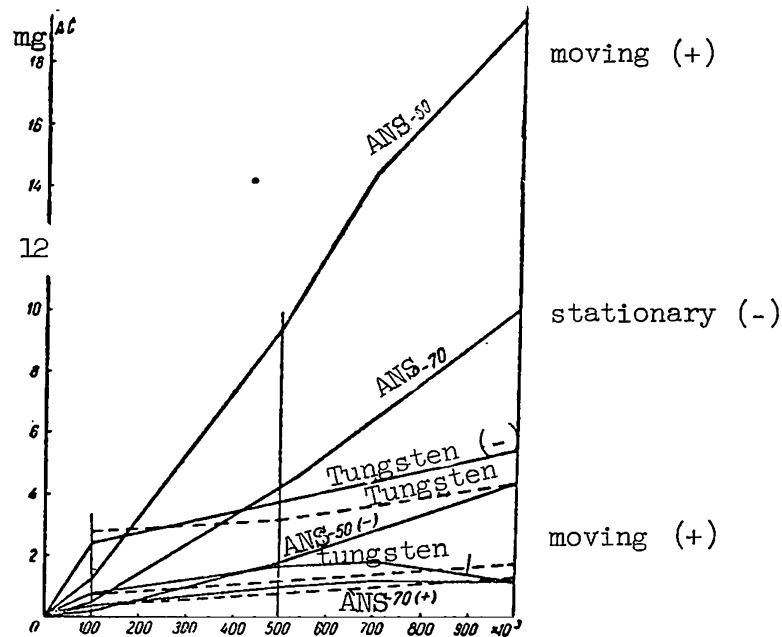 mg ΔG
moving (+)
18
16
ANS-50
14
12
10
stationary (-)
8
ANS-70
6
Tungsten (-)
Tungsten
4
ANS-50 (-)
moving (+)
tungsten
2
ANS-70 (+)
0 100 200 300 400 500 600 700 800 900 ×10³